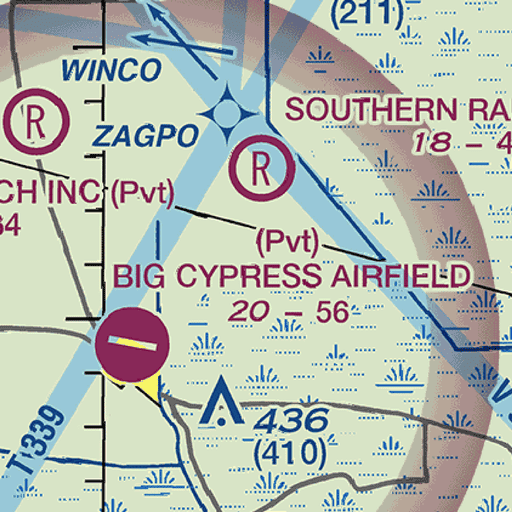 (211)
WINCO
R
SOUTHERN RA
ZAGPO
18 - 4
R
CH INC (Pvt)
64
(Pvt)
BIG CYPRESS AIRFIELD
20 - 56
T 339
436
(410)
V